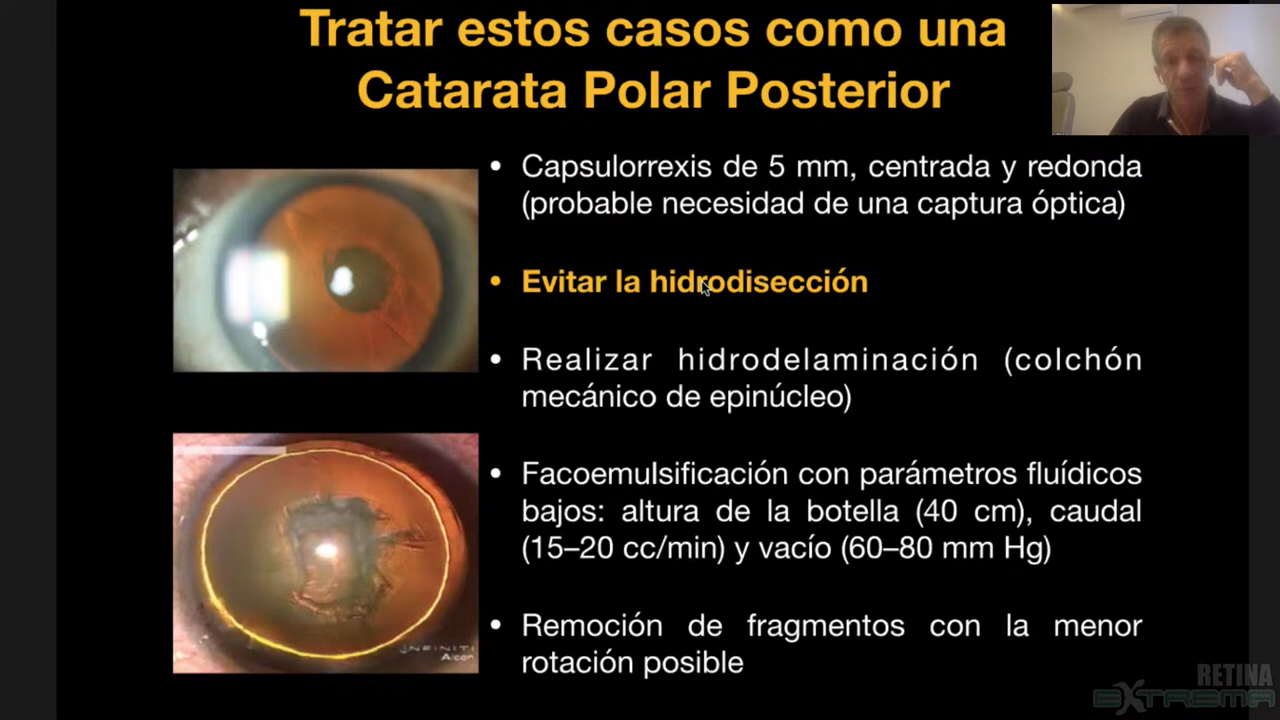 Tratar estos casos como una
Catarata Polar Posterior
• Capsulorrexis de 5 mm, centrada y redonda
(probable necesidad de una captura óptica)
• Evitar la hidrodisección
• Realizar hidrodelaminación (colchón
mecánico de epinúcleo)
• Facoemulsificación con parámetros fluídicos
bajos: altura de la botella (40 cm), caudal
(15–20 cc/min) y vacío (60–80 mm Hg)
• Remoción de fragmentos con la menor
rotación posible
INFINITI
Alcon
RETINA
EXTREMA